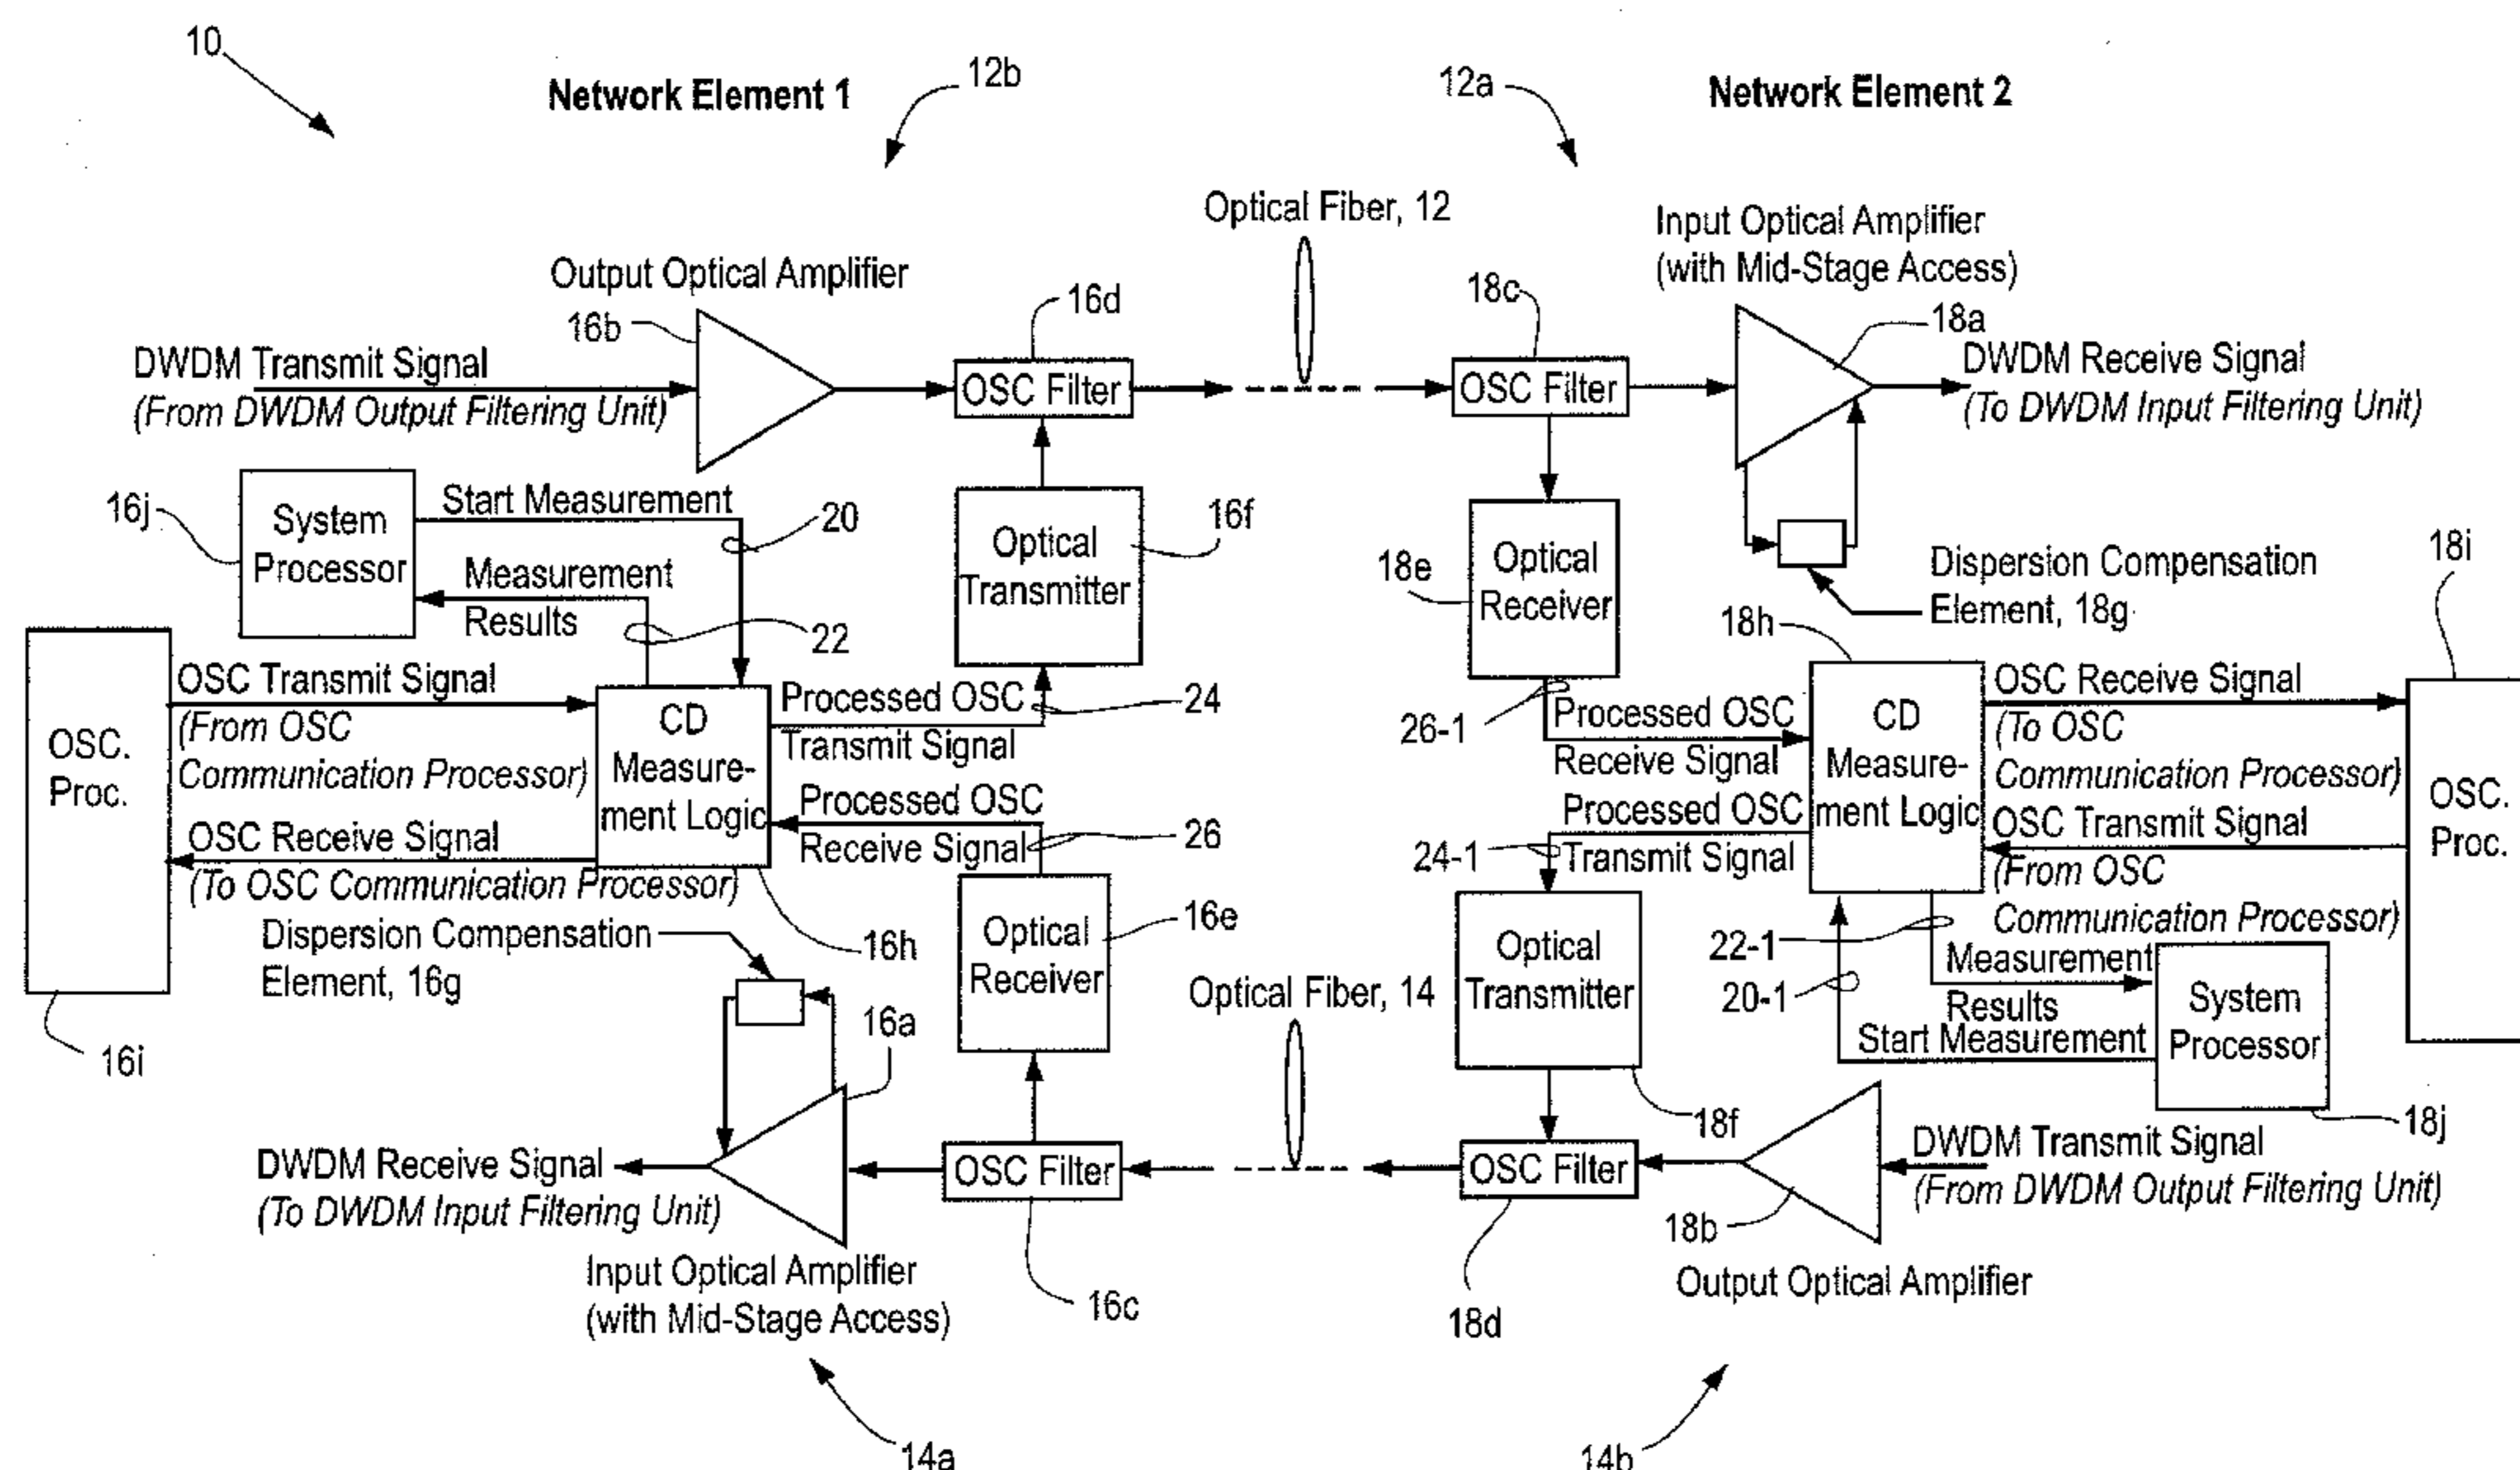 10
Network Element 1
12b
12a
Network Element 2
Optical Fiber, 12
Output Optical Amplifier
16b
16d
18c
Input Optical Amplifier
(with Mid-Stage Access)
18a
DWDM Transmit Signal
(From DWDM Output Filtering Unit)
OSC Filter
OSC Filter
DWDM Receive Signal
(To DWDM Input Filtering Unit)
16j
System
Processor
Start Measurement
20
Measurement
Results
22
Optical
Transmitter
16f
18e
Optical
Receiver
Dispersion Compensation
Element, 18g
18i
18h
OSC.
Proc.
16i
OSC Transmit Signal
(From OSC
Communication Processor)
OSC Receive Signal
(To OSC Communication Processor)
CD
Measure-
ment Logic
16h
Processed OSC
Transmit Signal
24
Processed OSC
Receive Signal
26
26-1
Processed OSC
Receive Signal
Processed OSC
Transmit Signal
24-1
CD
Measure-
ment Logic
OSC Receive Signal
(To OSC
Communication Processor)
OSC Transmit Signal
(From OSC
Communication Processor)
OSC.
Proc.
Dispersion Compensation
Element, 16g
16a
Optical
Receiver
16e
Optical Fiber, 14
Optical
Transmitter
18f
22-1
20-1
Measurement
Results
Start Measurement
System
Processor
18j
DWDM Receive Signal
(To DWDM Input Filtering Unit)
OSC Filter
OSC Filter
18b
DWDM Transmit Signal
(From DWDM Output Filtering Unit)
Input Optical Amplifier
(with Mid-Stage Access)
16c
18d
Output Optical Amplifier
14a
14b